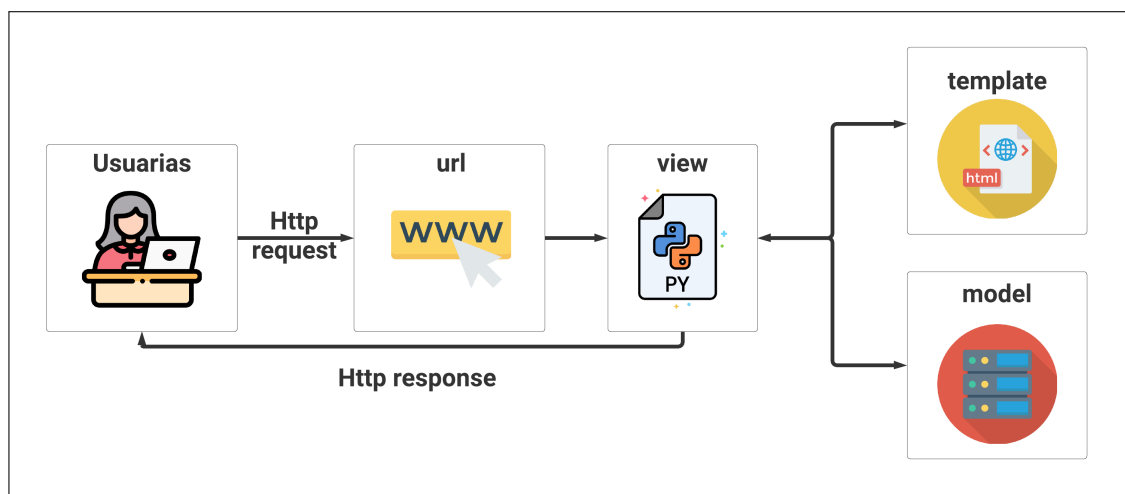 Usuarias
Http
request
url
WWW
view
PY
template
html
model
Http response